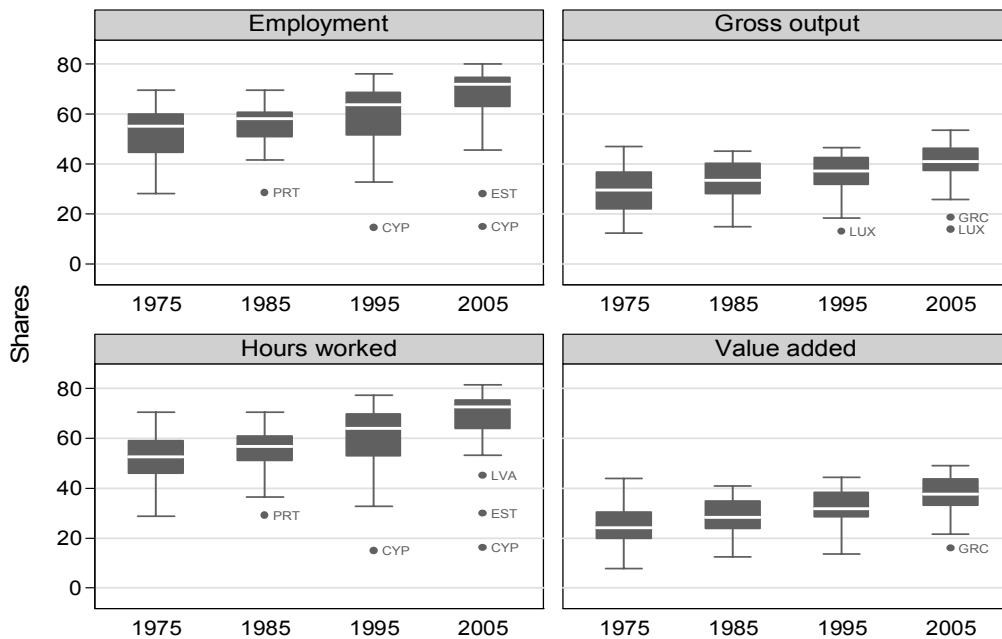 Employment
Gross output
80
60
40
20
0
PRT
CYP
EST
CYP
LUX
GRC
LUX
1975 1985 1995 2005
1975 1985 1995 2005
Shares
Hours worked
Value added
80
60
40
20
0
PRT
CYP
LVA
EST
CYP
GRC
1975 1985 1995 2005
1975 1985 1995 2005